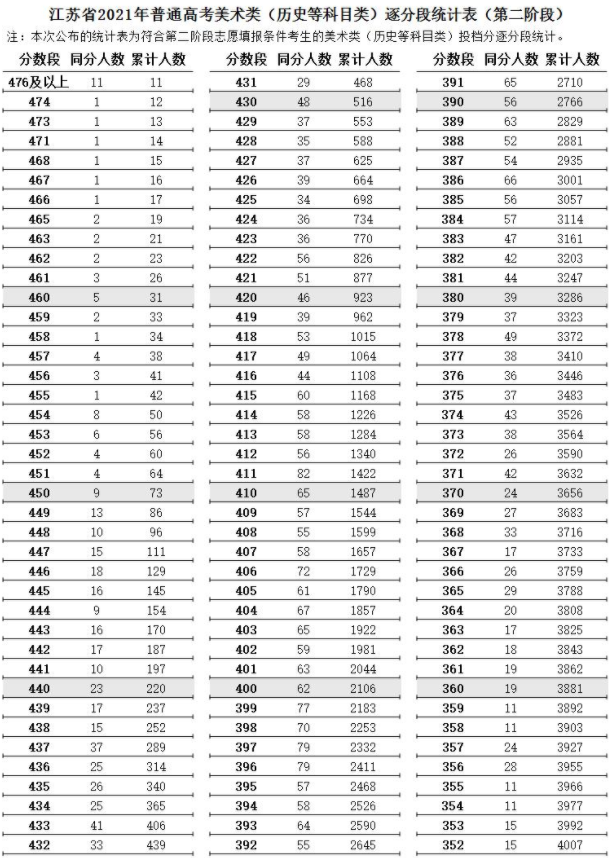 江苏省2021年普通高考美术类（历史等科目类）逐分段统计表（第二阶段）
注：本次公布的统计表为符合第二阶段志愿填报条件考生的美术类（历史等科目类）投档分逐分段统计。
分数段 同分人数 累计人数 分数段 同分人数 累计人数 分数段 同分人数 累计人数
476及以上 11 11 431 29 468 391 65 2710
474 1 12 430 48 516 390 56 2766
473 1 13 429 37 553 389 63 2829
471 1 14 428 35 588 388 52 2881
468 1 15 427 37 625 387 54 2935
467 1 16 426 39 664 386 66 3001
466 1 17 425 34 698 385 56 3057
465 2 19 424 36 734 384 57 3114
463 2 21 423 36 770 383 47 3161
462 2 23 422 56 826 382 42 3203
461 3 26 421 51 877 381 44 3247
460 5 31 420 46 923 380 39 3286
459 2 33 419 39 962 379 37 3323
458 1 34 418 53 1015 378 49 3372
457 4 38 417 49 1064 377 38 3410
456 3 41 416 44 1108 376 36 3446
455 1 42 415 60 1168 375 37 3483
454 8 50 414 58 1226 374 43 3526
453 6 56 413 58 1284 373 38 3564
452 4 60 412 56 1340 372 26 3590
451 4 64 411 82 1422 371 42 3632
450 9 73 410 65 1487 370 24 3656
449 13 86 409 57 1544 369 27 3683
448 10 96 408 55 1599 368 33 3716
447 15 111 407 58 1657 367 17 3733
446 18 129 406 72 1729 366 26 3759
445 16 145 405 61 1790 365 29 3788
444 9 154 404 67 1857 364 20 3808
443 16 170 403 65 1922 363 17 3825
442 17 187 402 59 1981 362 18 3843
441 10 197 401 63 2044 361 19 3862
440 23 220 400 62 2106 360 19 3881
439 17 237 399 77 2183 359 11 3892
438 15 252 398 70 2253 358 11 3903
437 37 289 397 79 2332 357 24 3927
436 25 314 396 79 2411 356 28 3955
435 26 340 395 57 2468 355 11 3966
434 25 365 394 58 2526 354 11 3977
433 41 406 393 64 2590 353 15 3992
432 33 439 392 55 2645 352 15 4007